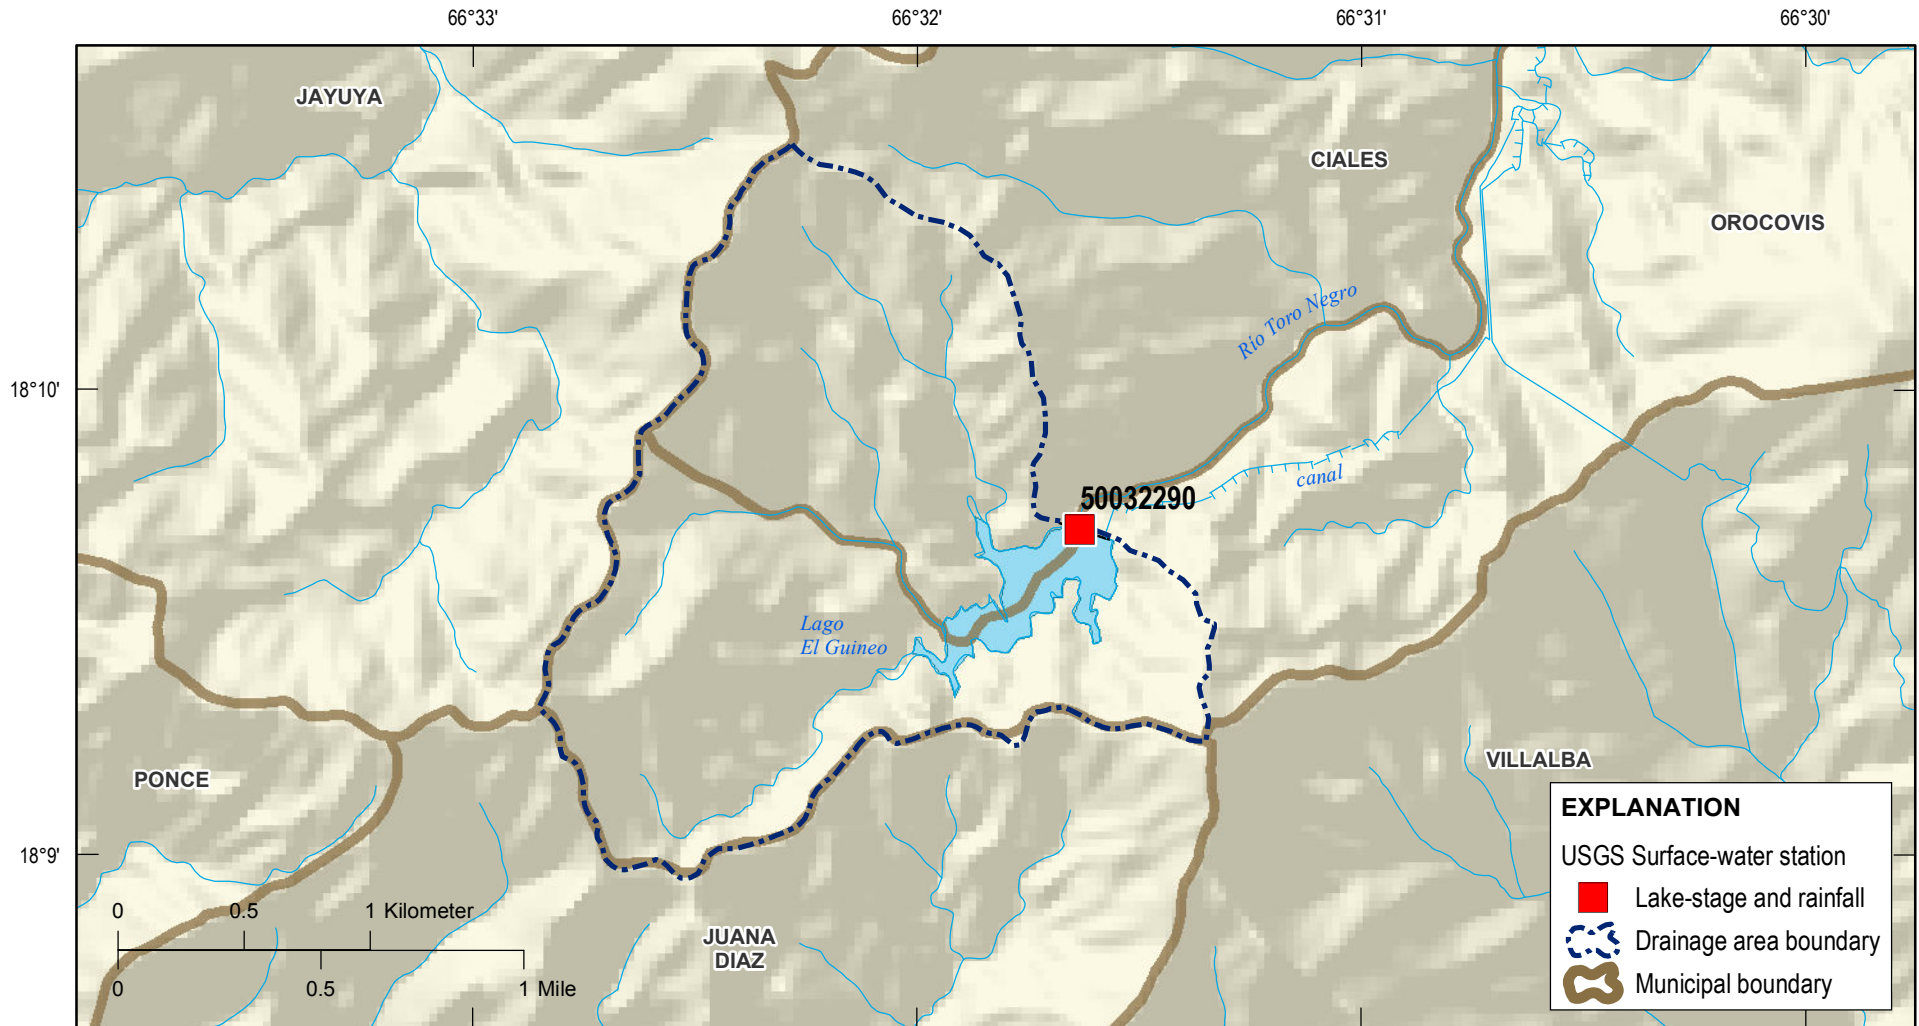 66°33'
66°32'
66°31'
66°30'
JAYUYA
CIALES
OROCOVIS
Rio Toro Negro
18°10'
canal
50032290
Lago
El Guineo
VILLALBA
PONCE
18°9'
JUANA
DIAZ
0 0.5 1 Kilometer
0 0.5 1 Mile
EXPLANATION
USGS Surface-water station
Lake-stage and rainfall
Drainage area boundary
Municipal boundary